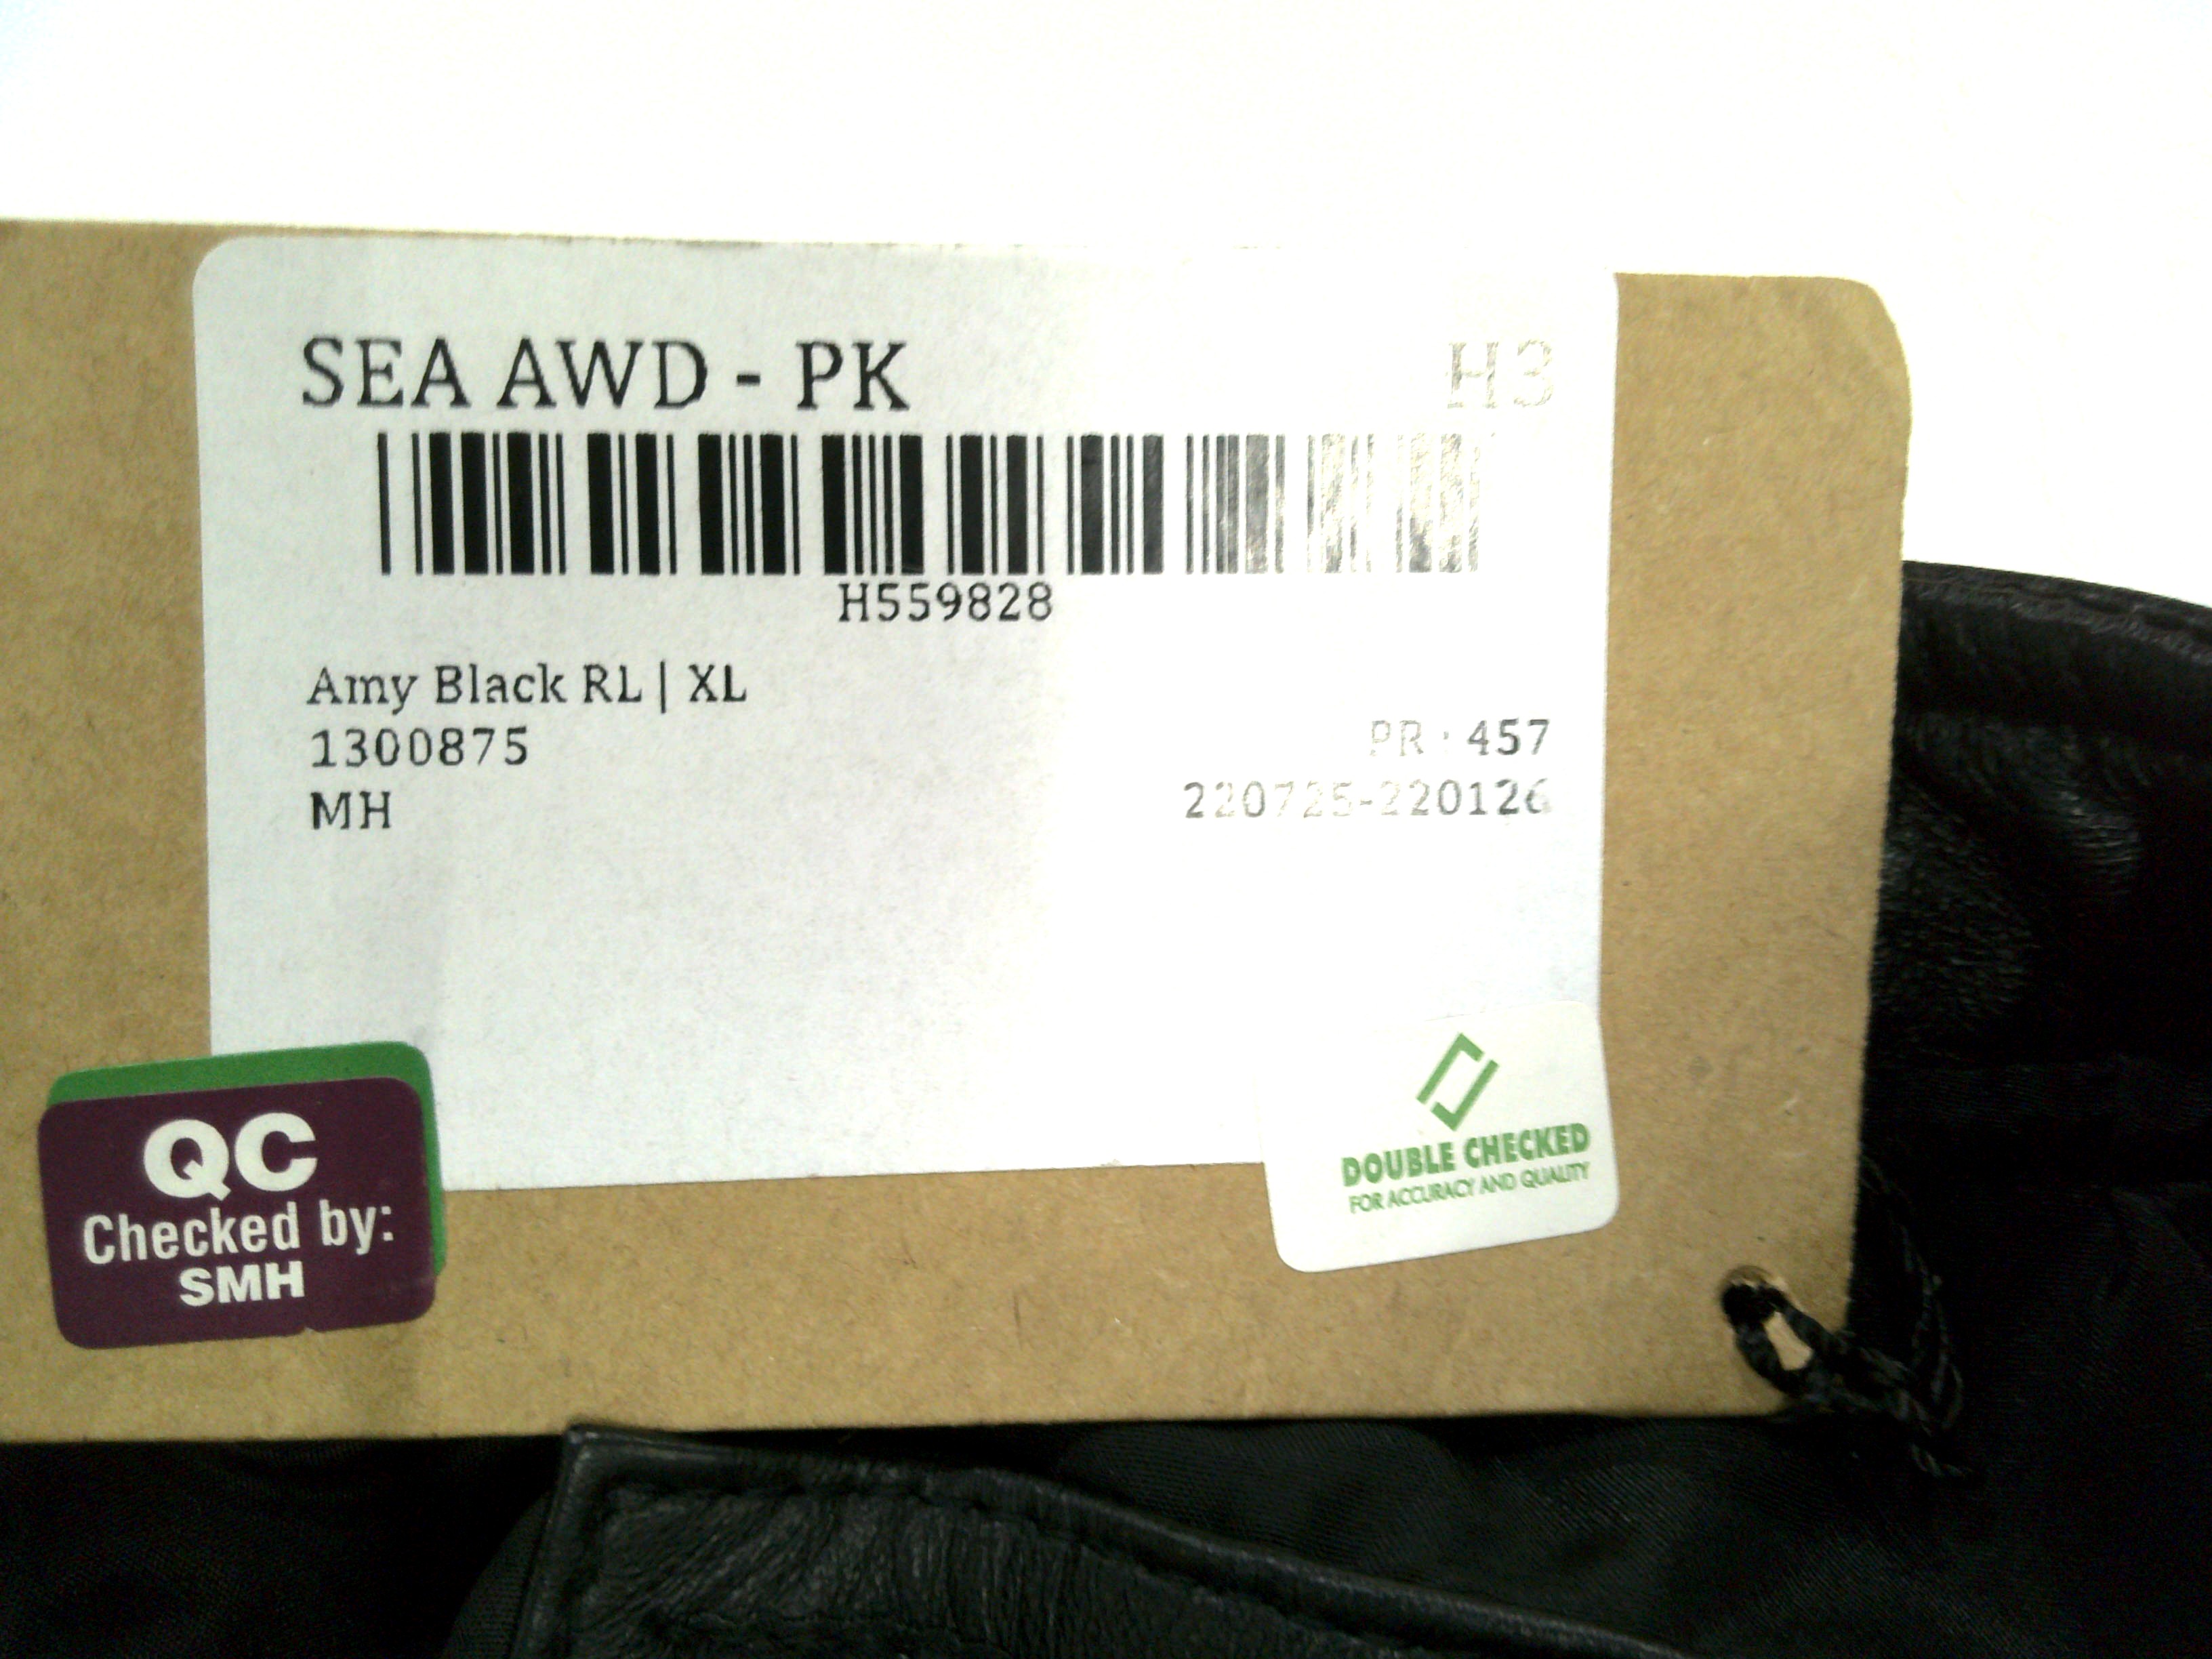 SEA AWD - PK H3
H559828
Amy Black RL | XL
1300875 PR : 457
MH 220725-220126
QC
Checked by:
SMH
DOUBLE CHECKED
FOR ACCURACY AND QUALITY